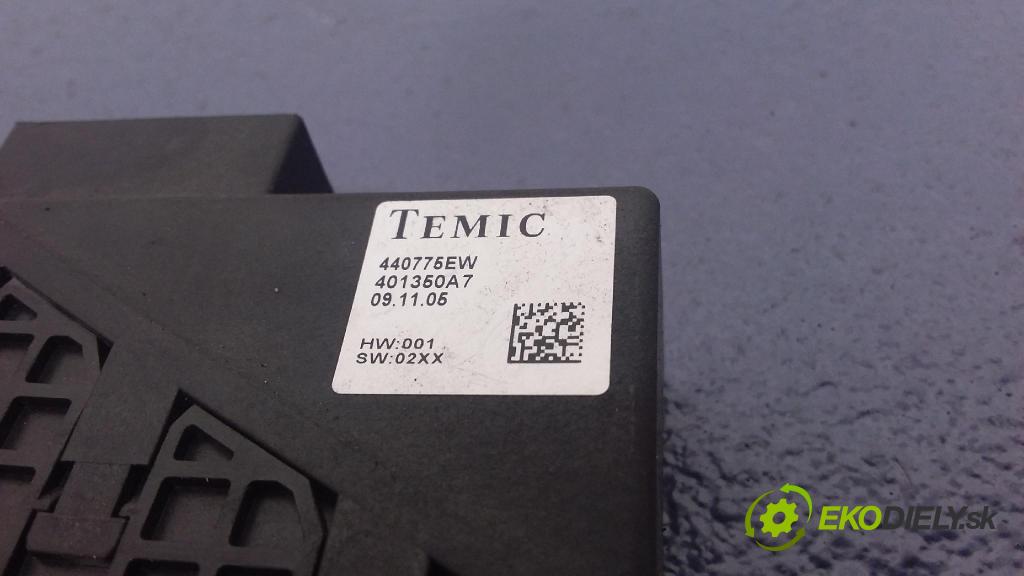 TEMIC
440775EW
401350A7
09.11.05
HW:001
SW:02XX
EKODIELY.sk